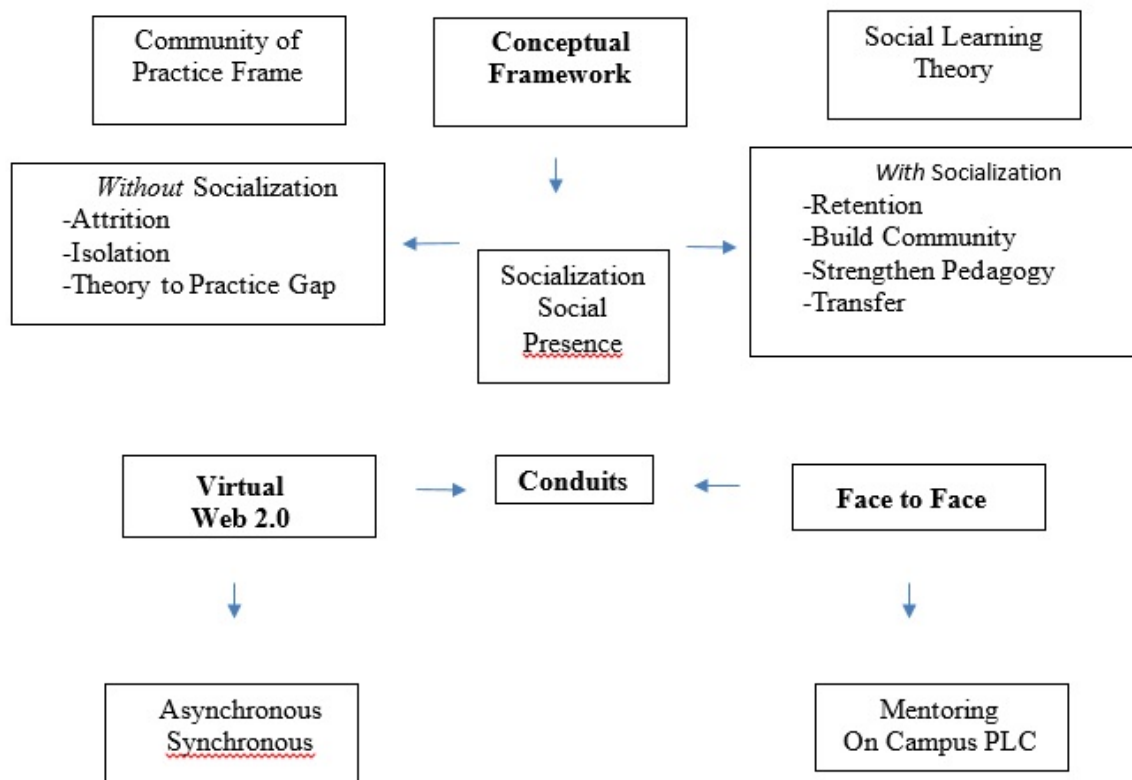 Community of
Practice Frame
Conceptual
Framework
Social Learning
Theory
Without Socialization
-Attrition
-Isolation
-Theory to Practice Gap
Socialization
Social
Presence
With Socialization
-Retention
-Build Community
-Strengthen Pedagogy
-Transfer
Virtual
Web 2.0
Conduits
Face to Face
Asynchronous
Synchronous
Mentoring
On Campus PLC